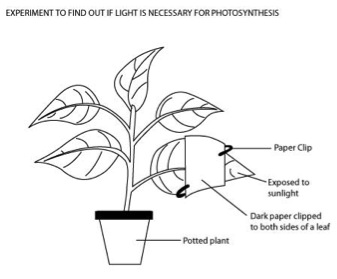 EXPERIMENT TO FIND OUT IF LIGHT IS NECESSARY FOR PHOTOSYNTHESIS
Paper Clip
Exposed to
sunlight
Dark paper clipped
to both sides of a leaf
Potted plant